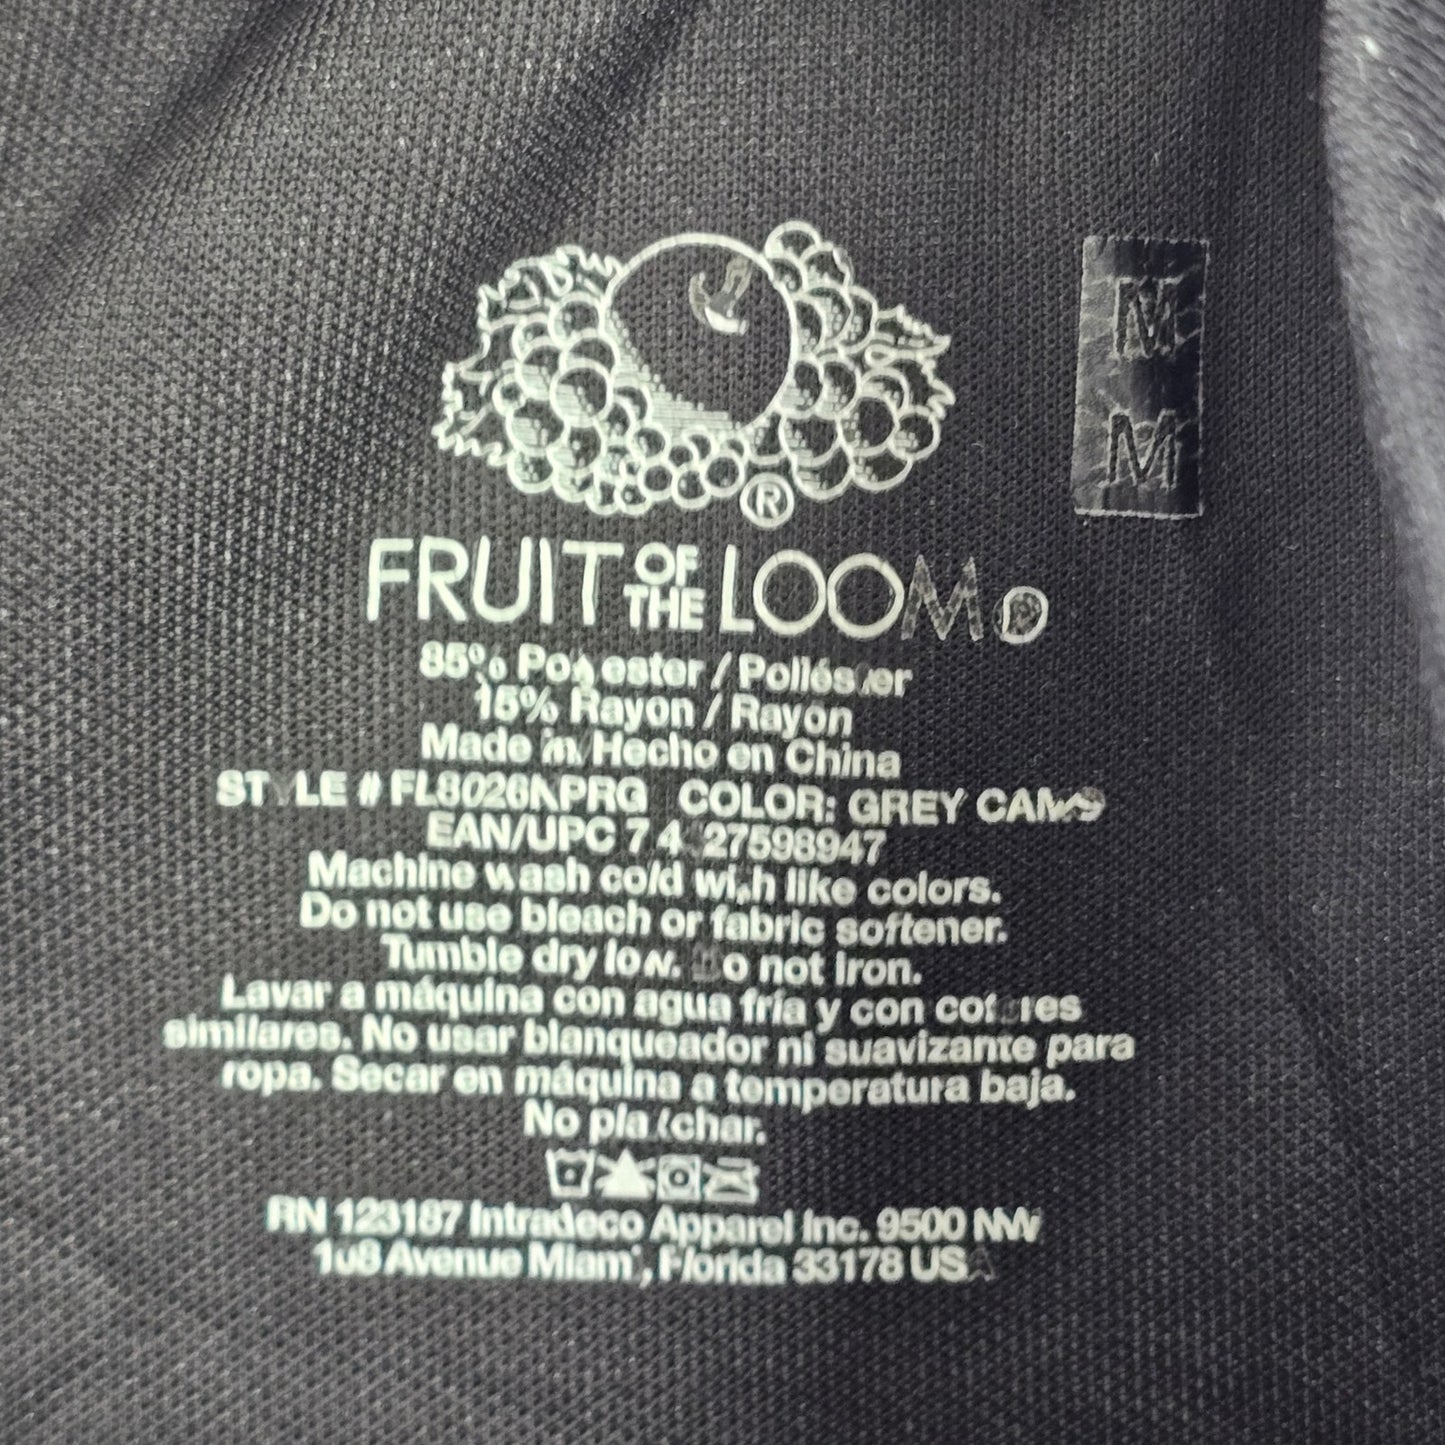 M
M
®
FRUIT OF THE LOOM ®
85% Polyester / Poliéster
15% Rayon / Rayon
Made in/Hecho en China
STYLE # FL8026NPRG COLOR: GREY CAMO
EAN/UPC
Machine wash cold with like colors.
Do not use bleach or fabric softener.
Tumble dry low. Do not iron.
Lavar a máquina con agua fría y con colores
similares. No usar blanqueador ni suavizante para
ropa. Secar en máquina a temperatura baja.
No planchar.
RN 123187 Intradeco Apparel Inc. 9500 NW
108 Avenue Miami, Florida 33178 USA